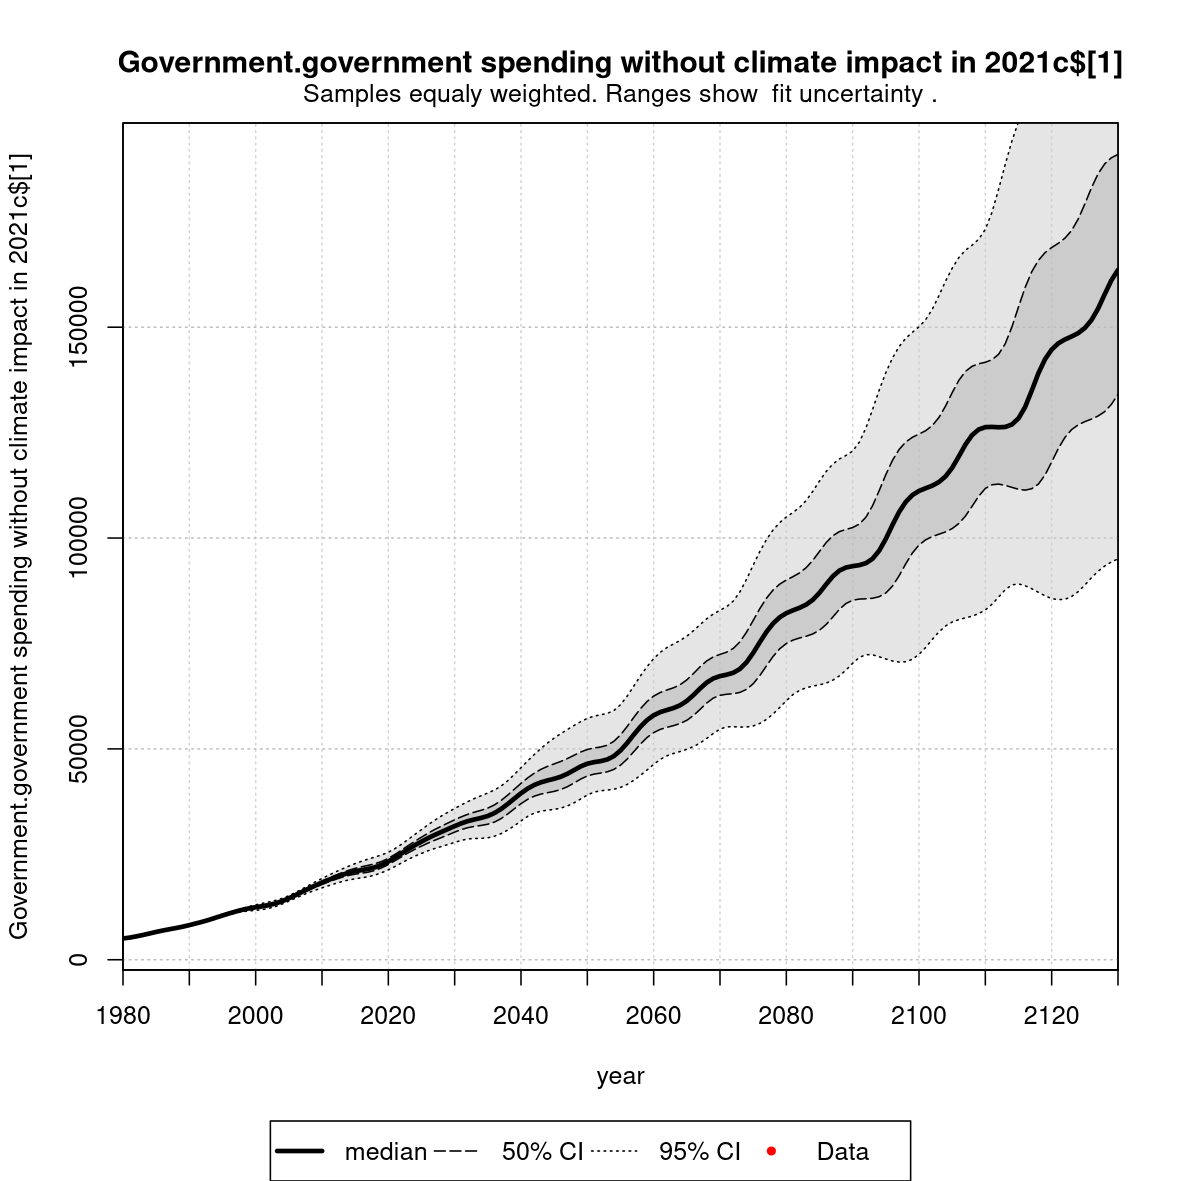 Government.government spending without climate impact in 2021c$[1]
Samples equaly weighted. Ranges show  fit uncertainty .
Government.government spending without climate impact in 2021c$[1]
150000
100000
50000
0
1980 2000 2020 2040 2060 2080 2100 2120
year
median 50% CI 95% CI Data